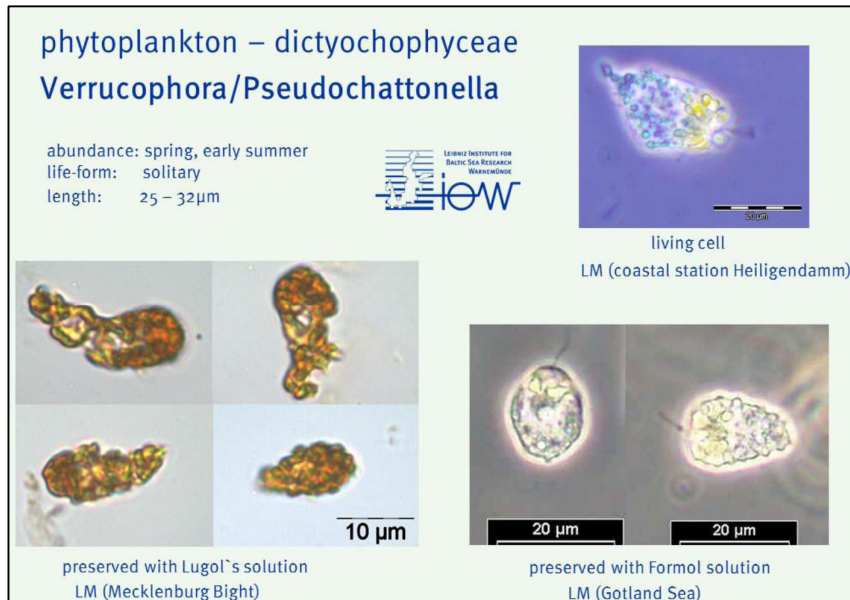 phytoplankton – dictyochophyceae
Verrucophora/Pseudochattonella
abundance: spring, early summer
life-form: solitary
length: 25 – 32µm
LEIBNIZ INSTITUTE FOR
BALTIC SEA RESEARCH
WARNEMÜNDE
iOW
20 µm
living cell
LM (coastal station Heiligendamm)
10 µm
preserved with Lugol`s solution
LM (Mecklenburg Bight)
20 µm
20 µm
preserved with Formol solution
LM (Gotland Sea)